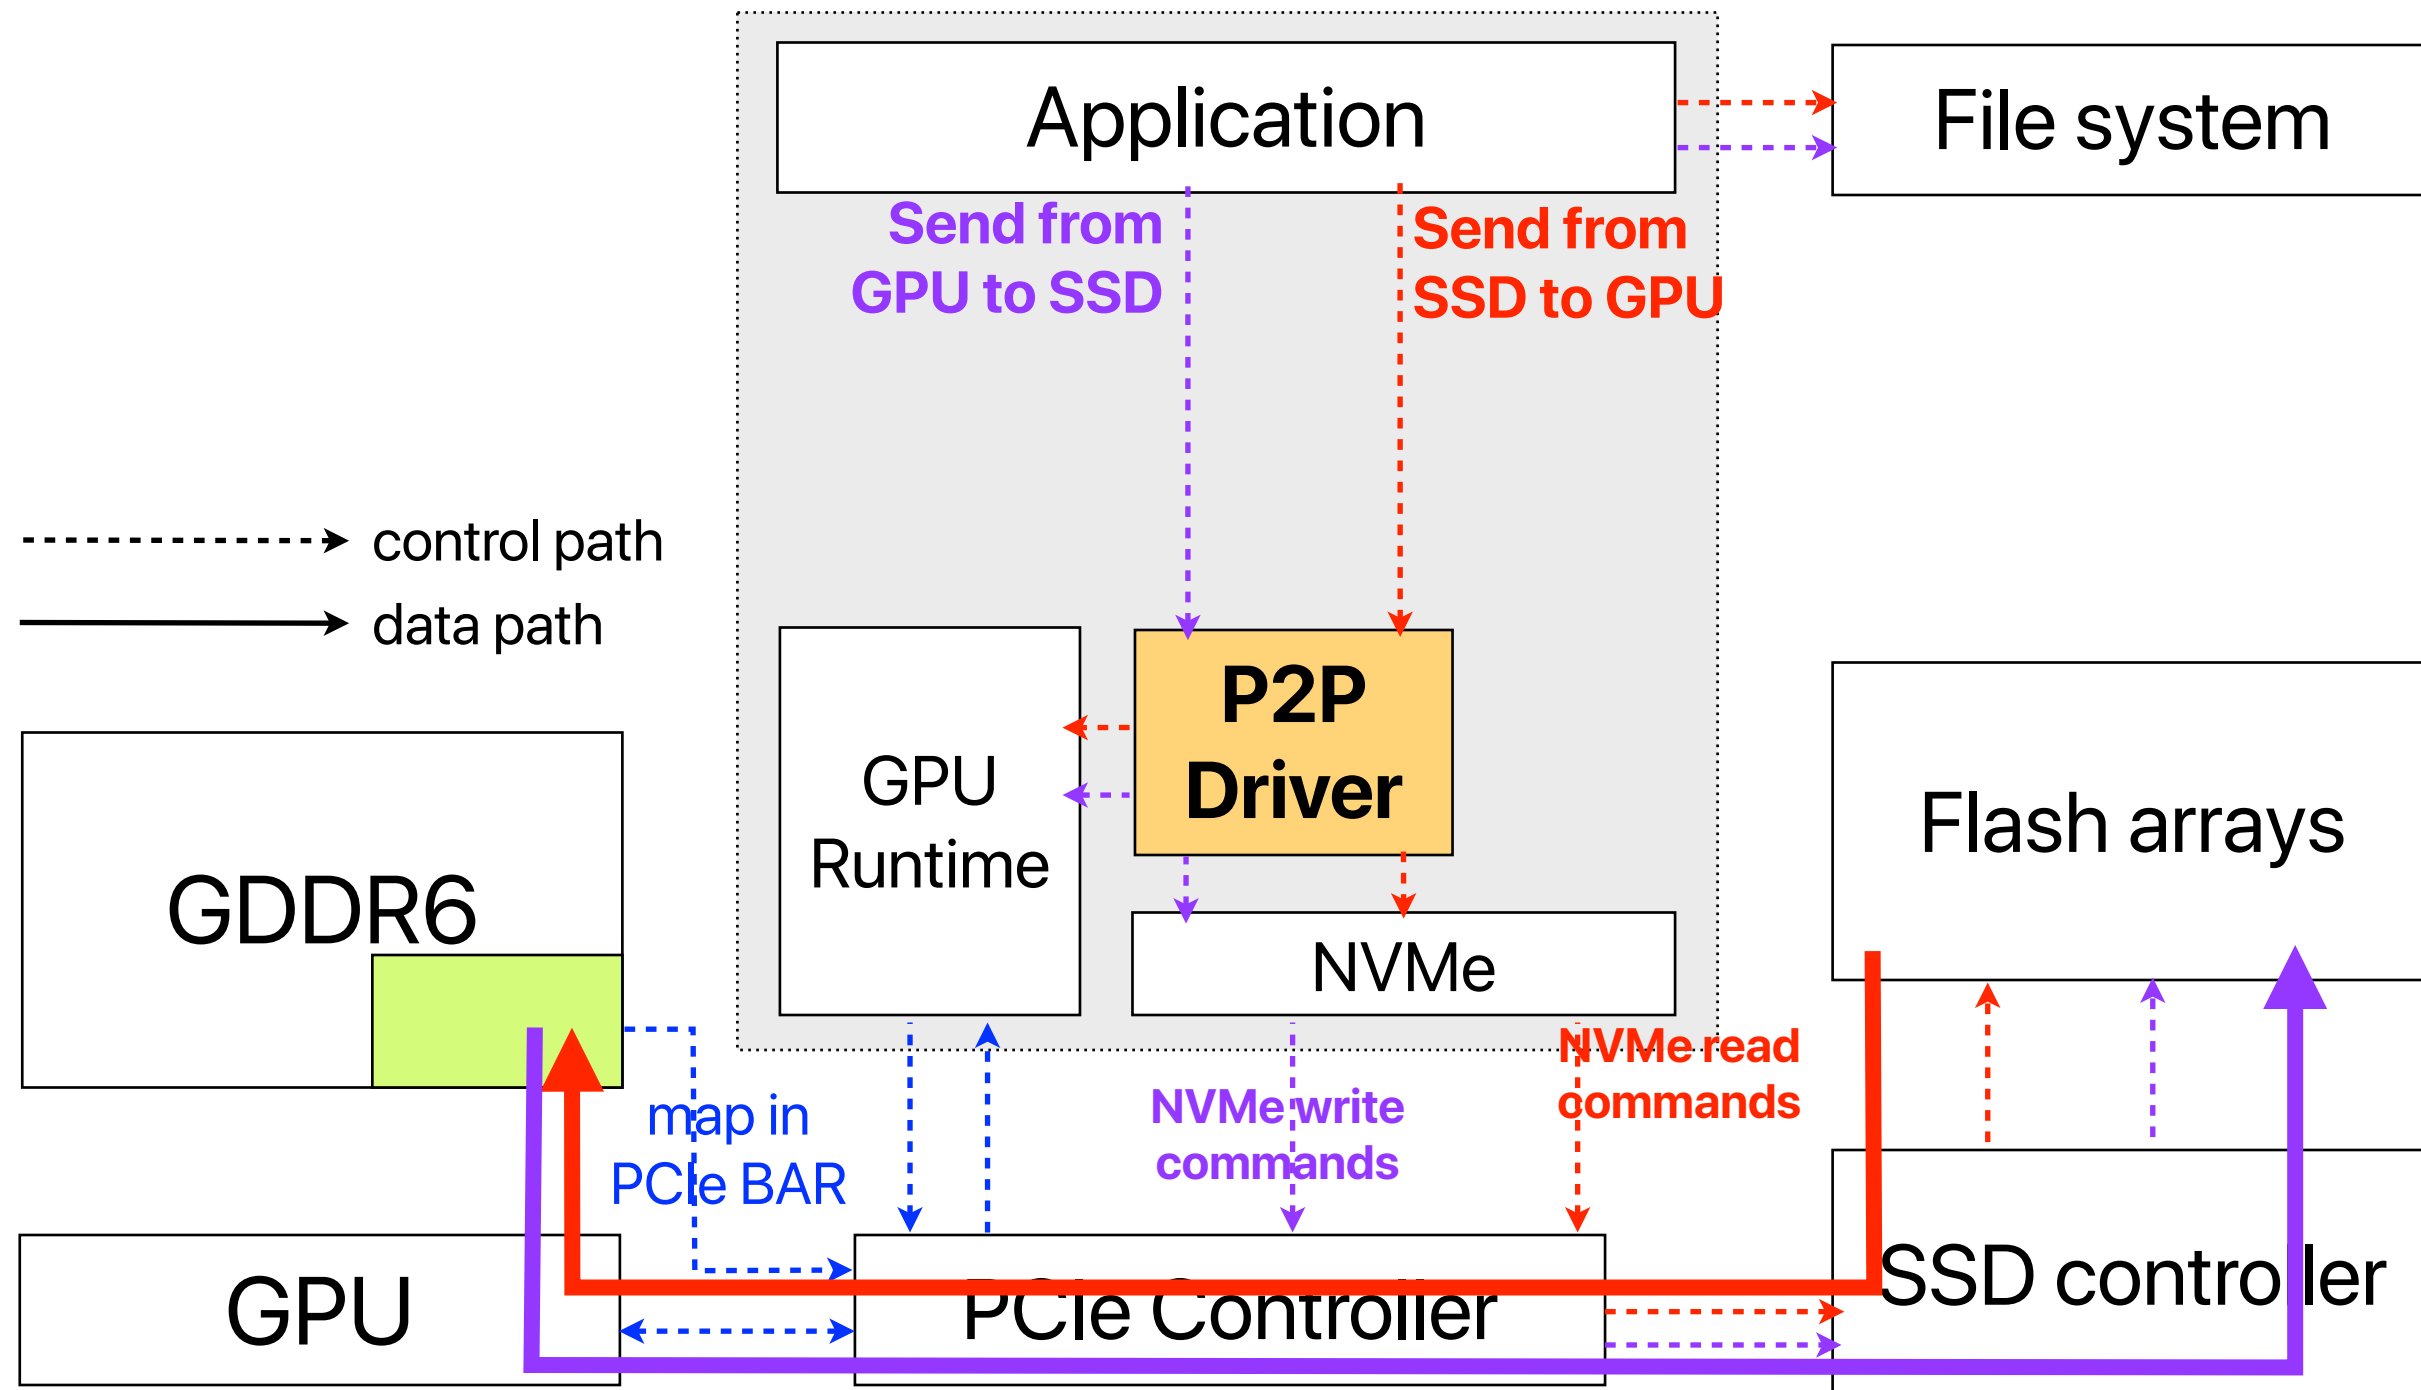 Application
File system
Send from
GPU to SSD
Send from
SSD to GPU
control path
data path
P2P
Driver
GPU
Runtime
Flash arrays
GDDR6
NVMe
NVMe read
commands
map in
PCIe BAR
NVMe write
commands
GPU
PCIe Controller
SSD controller